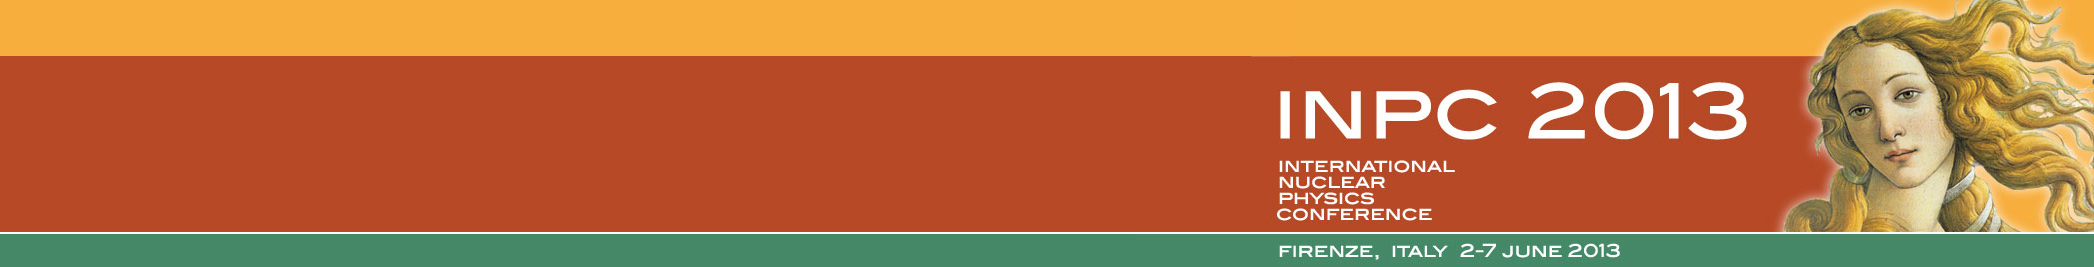 INPC 2013
INTERNATIONAL
NUCLEAR
PHYSICS
CONFERENCE
FIRENZE, ITALY 2-7 JUNE 2013